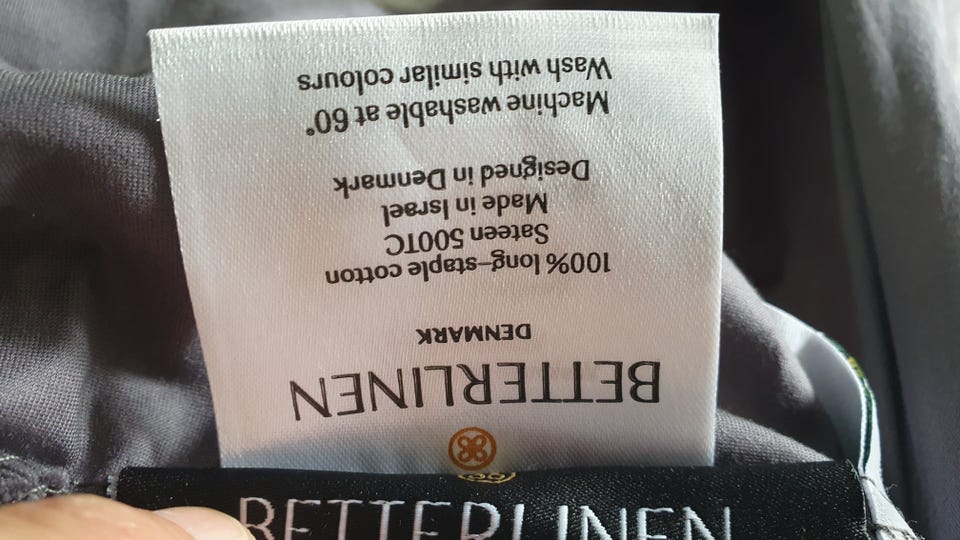 BETTERLINEN
DENMARK
100% long-staple cotton
Sateen 500TC
Made in Israel
Designed in Denmark
Machine washable at 60°
Wash with similar colours
BETTERLINEN